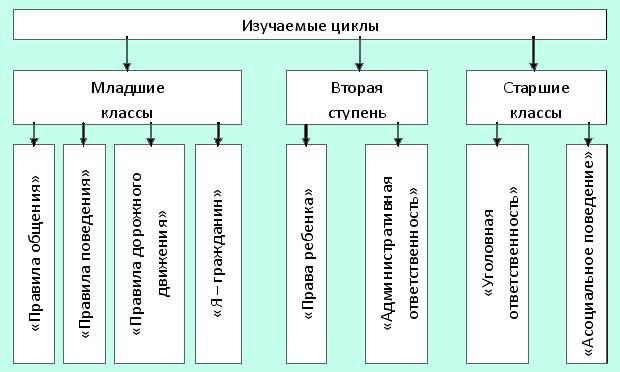 Изучаемые циклы
Младшие
классы
Вторая
ступень
Старшие
классы
«Правила общения»
«Правила поведения»
«Правила дорожного
движения»
«Я – гражданин»
«Права ребенка»
«Административная
ответственность»
«Уголовная
ответственность»
«Асоциальное поведение»